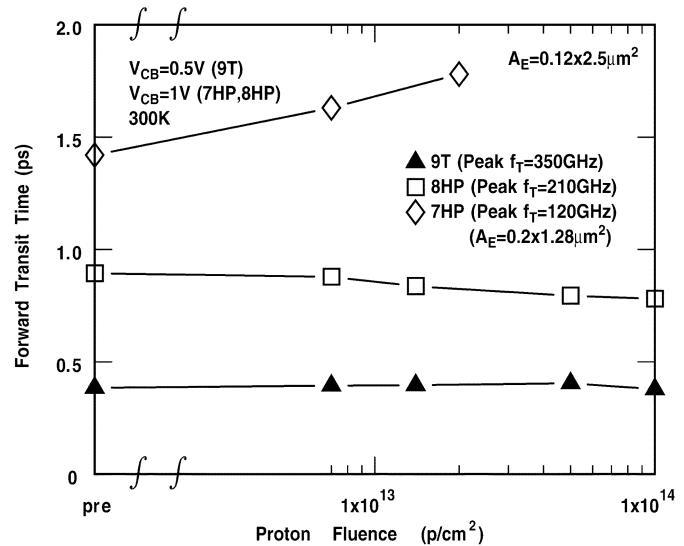 2.0
V_CB=0.5V (9T)
V_CB=1V (7HP,8HP)
300K
A_E=0.12x2.5μm²
1.5
▲ 9T (Peak f_T=350GHz)
□ 8HP (Peak f_T=210GHz)
◇ 7HP (Peak f_T=120GHz)
(A_E=0.2x1.28μm²)
1.0
0.5
0
Forward Transit Time (ps)
pre 1x10¹³ 1x10¹⁴
Proton Fluence (p/cm²)